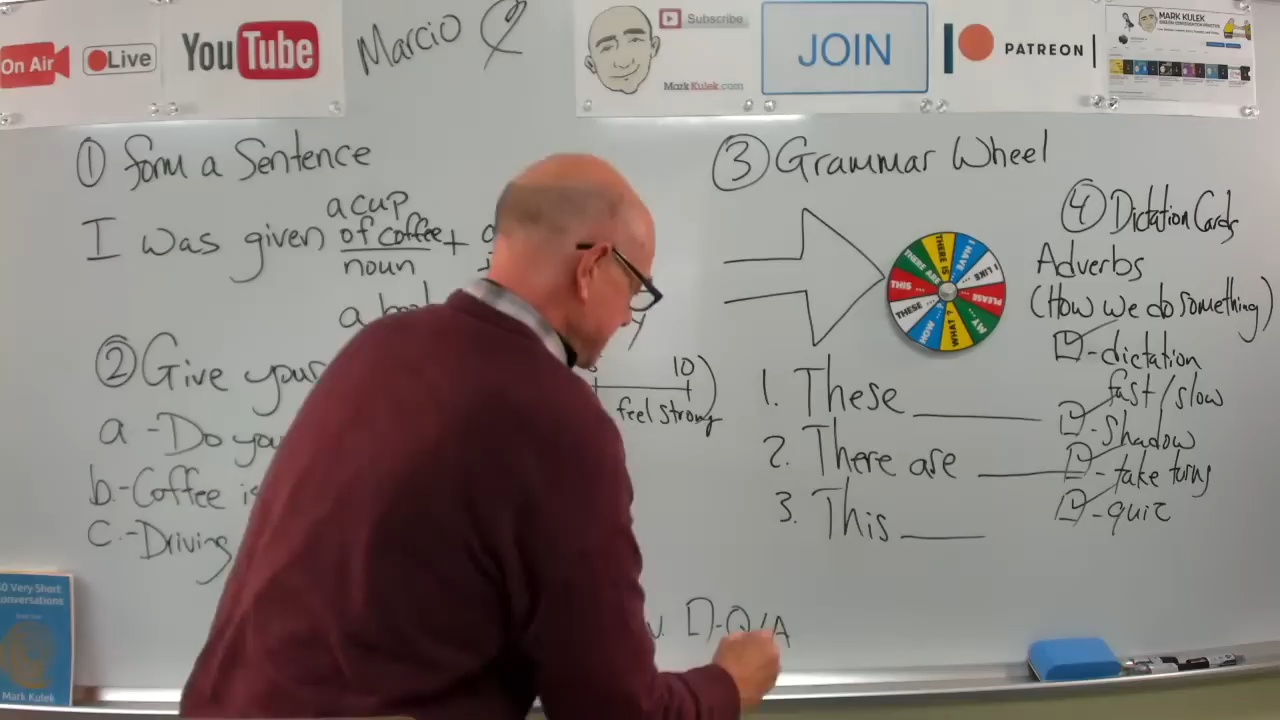 On Air
Live
YouTube
Marcio
Subscribe
MarkKulek.com
JOIN
PATREON
MARK KULEK
① Form a Sentence
I was given a cup of coffee +
noun
② Give your
10)
feel strong
a - Do you
b.-Coffee is
C.-Driving
③ Grammar Wheel
THERE IS
I HAVE
I LIKE ...
PLEASE
MY
WHAT ?
HOW ...?
THESE ...
THIS ...
THERE ARE
1. These
2. There are
3. This
④ Dictation Cards
Adverbs
(How we do something)
-dictation
fast/slow
-shadow
-take turns
-quiz
-Q/A
Very Short
Conversations
Mark Kulek